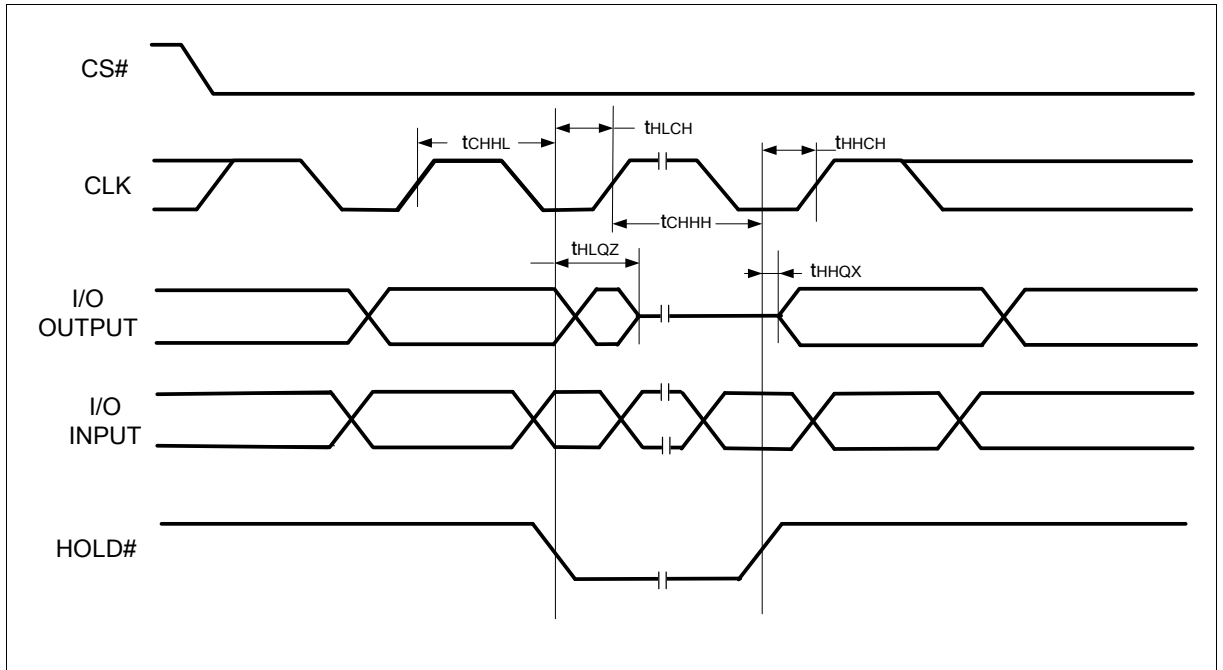 CS#
tHLCH
tCHHL
tHHCH
CLK
tCHHH
tHLQZ
tHHQX
I/O
OUTPUT
I/O
INPUT
HOLD#